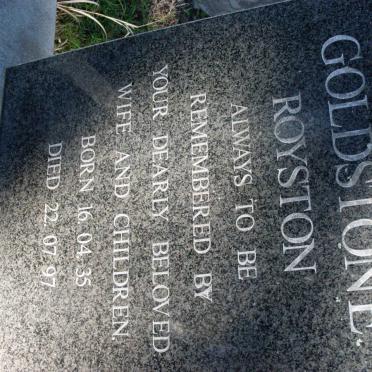 GOLDSTONE.
ROYSTON
ALWAYS TO BE
REMEMBERED BY
YOUR DEARLY BELOVED
WIFE AND CHILDREN.
BORN 16.04.35
DIED 22.07.97